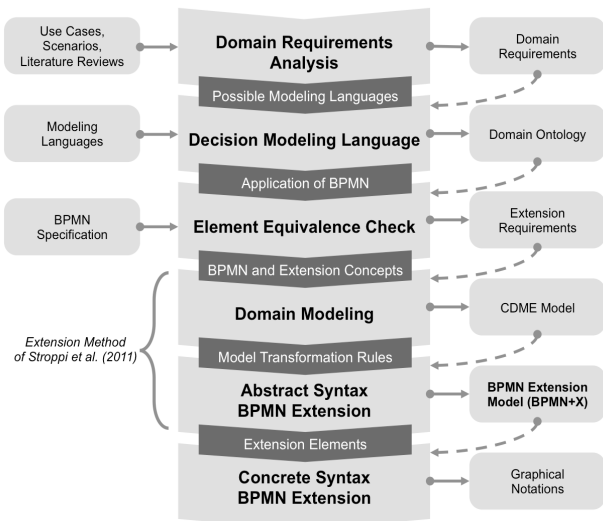 Use Cases,
Scenarios,
Literature Reviews
Domain Requirements
Analysis
Domain
Requirements
Possible Modeling Languages
Modeling
Languages
Decision Modeling Language
Domain Ontology
Application of BPMN
BPMN
Specification
Element Equivalence Check
Extension
Requirements
BPMN and Extension Concepts
Extension Method
of Stroppi et al. (2011)
Domain Modeling
CDME Model
Model Transformation Rules
Abstract Syntax
BPMN Extension
BPMN Extension
Model (BPMN+X)
Extension Elements
Concrete Syntax
BPMN Extension
Graphical
Notations